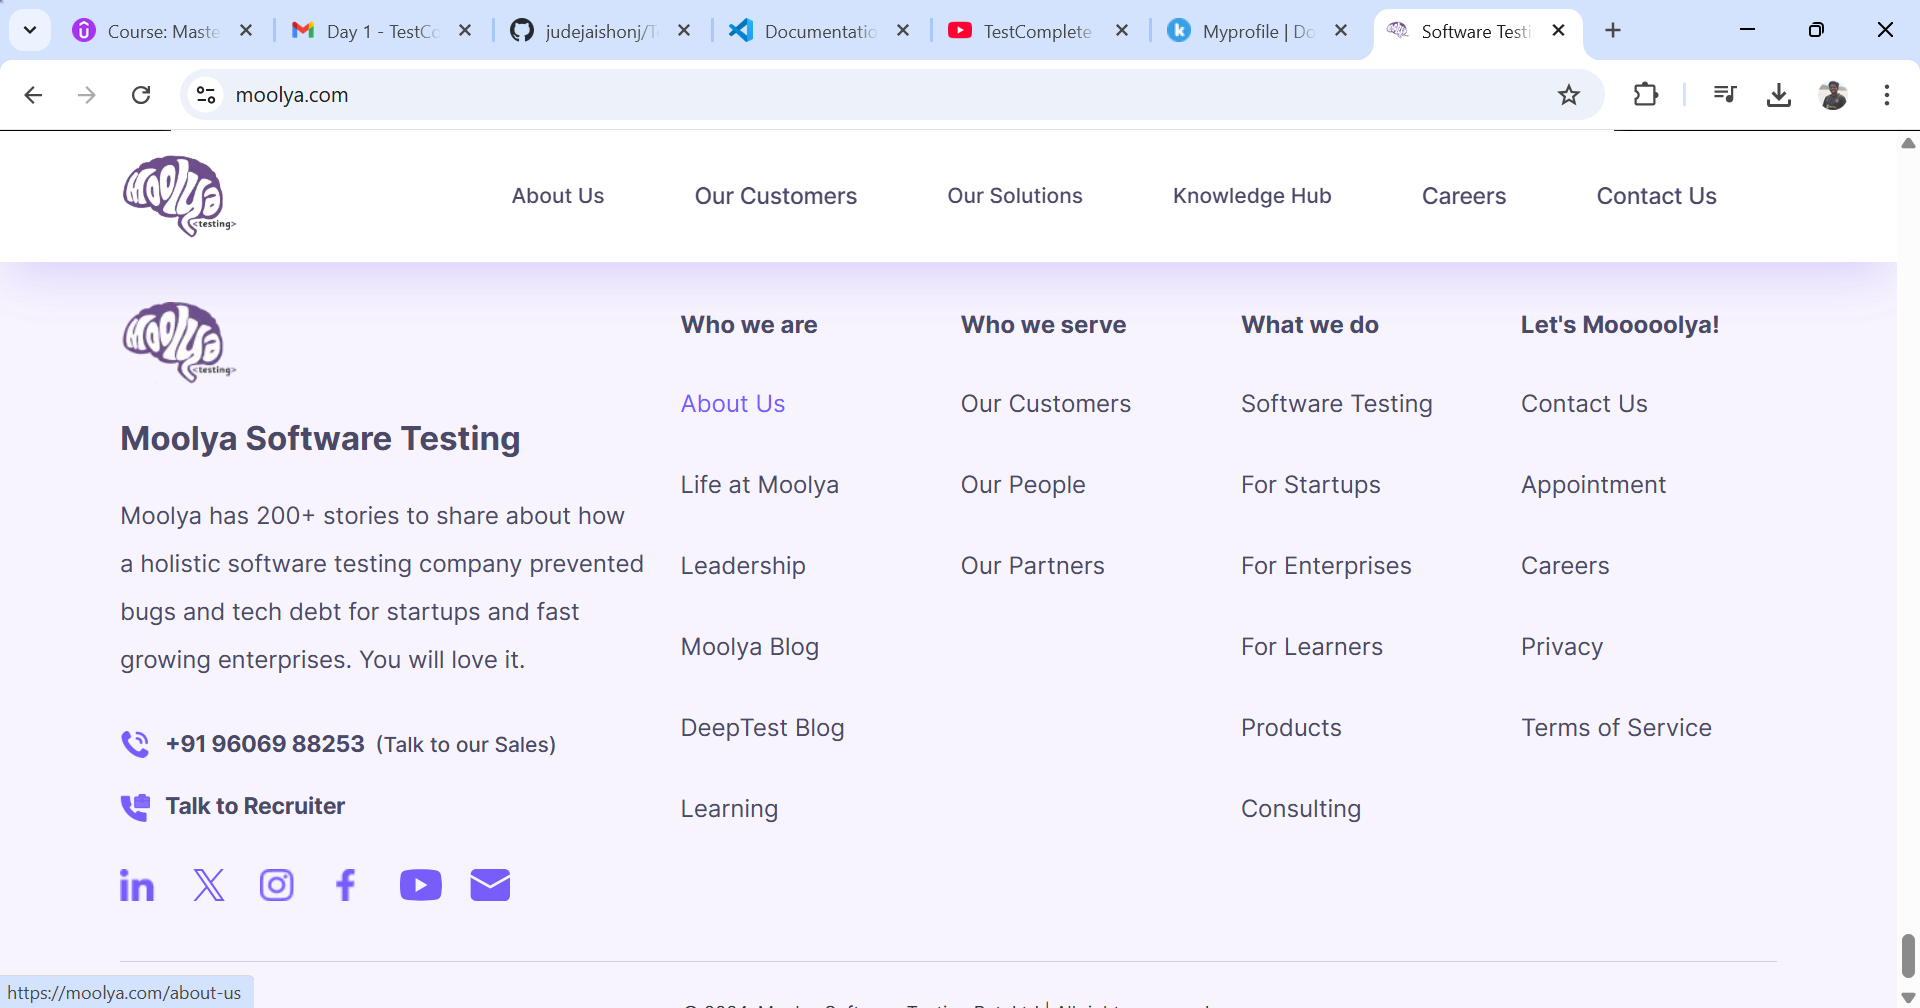 Course: Maste
Day 1 - TestCo
judejaishonj/T
Documentatio
TestComplete
Myprofile | Do
Software Testi
moolya.com
Moolya
<testing>
About Us
Our Customers
Our Solutions
Knowledge Hub
Careers
Contact Us
Moolya
<testing>
Moolya Software Testing
Moolya has 200+ stories to share about how
a holistic software testing company prevented
bugs and tech debt for startups and fast
growing enterprises. You will love it.
+91 96069 88253 (Talk to our Sales)
Talk to Recruiter
Who we are
About Us
Life at Moolya
Leadership
Moolya Blog
DeepTest Blog
Learning
Who we serve
Our Customers
Our People
Our Partners
What we do
Software Testing
For Startups
For Enterprises
For Learners
Products
Consulting
Let's Mooooolya!
Contact Us
Appointment
Careers
Privacy
Terms of Service
https://moolya.com/about-us